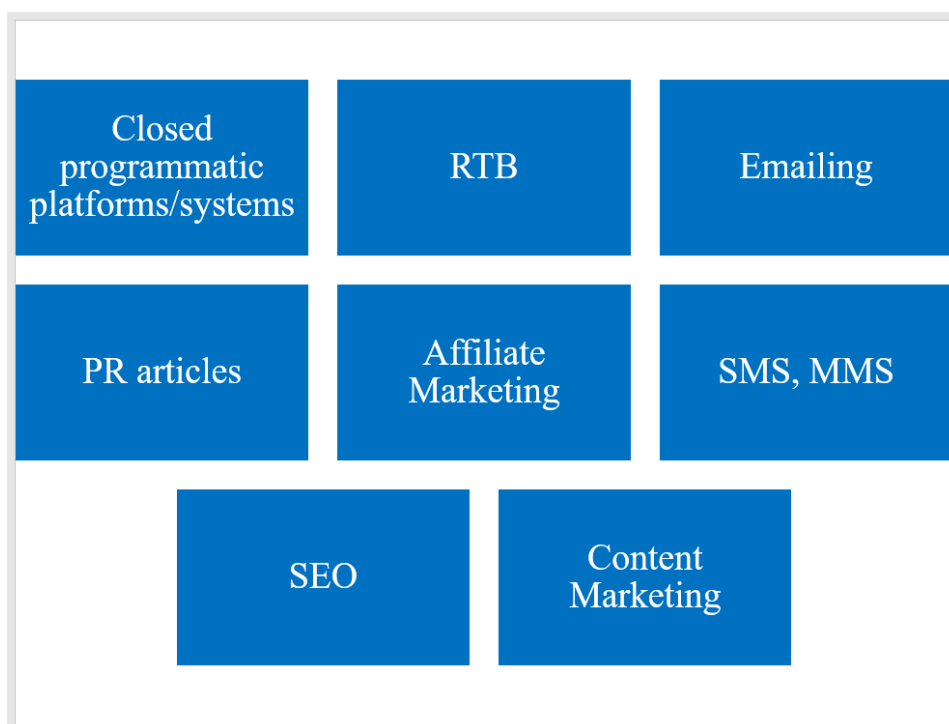 Closed
programmatic
platforms/systems
RTB
Emailing
PR articles
Affiliate
Marketing
SMS, MMS
SEO
Content
Marketing